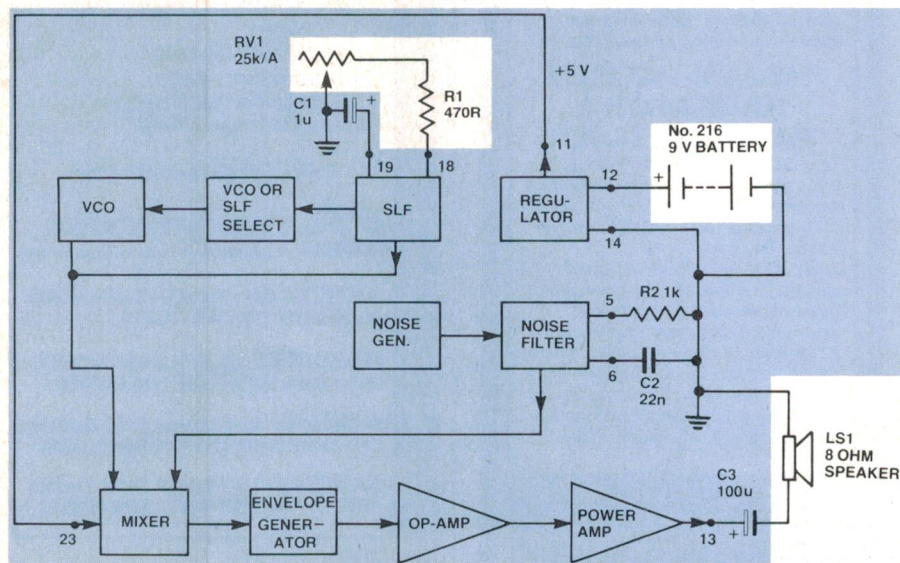 RV1
25k/A
C1
1u
+
R1
470R
+5 V
No. 216
9 V BATTERY
19
18
11
12
+
VCO
VCO OR
SLF
SELECT
SLF
REGU-
LATOR
14
NOISE
GEN.
NOISE
FILTER
5
R2 1k
6
C2
22n
LS1
8 OHM
SPEAKER
C3
100u
23
MIXER
ENVELOPE
GENER-
ATOR
OP-AMP
POWER
AMP
13
+